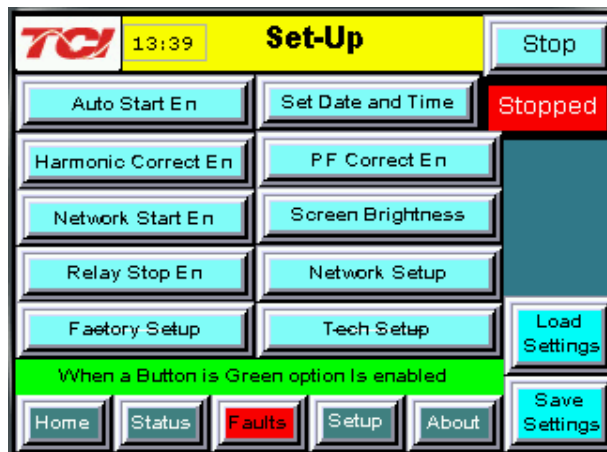 TCI
13:39
Set-Up
Stop
Auto Start En
Set Date and Time
Stopped
Harmonic Correct En
PF Correct En
Network Start En
Screen Brightness
Relay Stop En
Network Setup
Factory Setup
Tech Setup
Load
Settings
When a Button is Green option Is enabled
Home
Status
Faults
Setup
About
Save
Settings